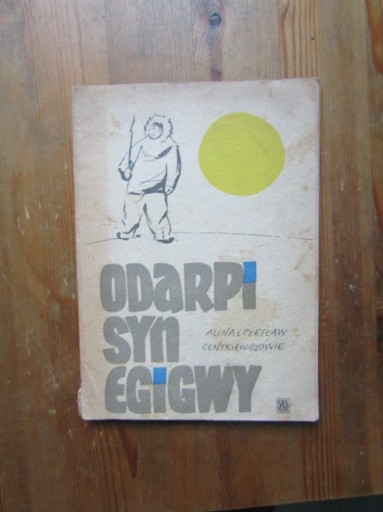 ODARPI
SYN
EGIGWY
ALINA i CZESŁAW
CENTKIEWICZOWIE